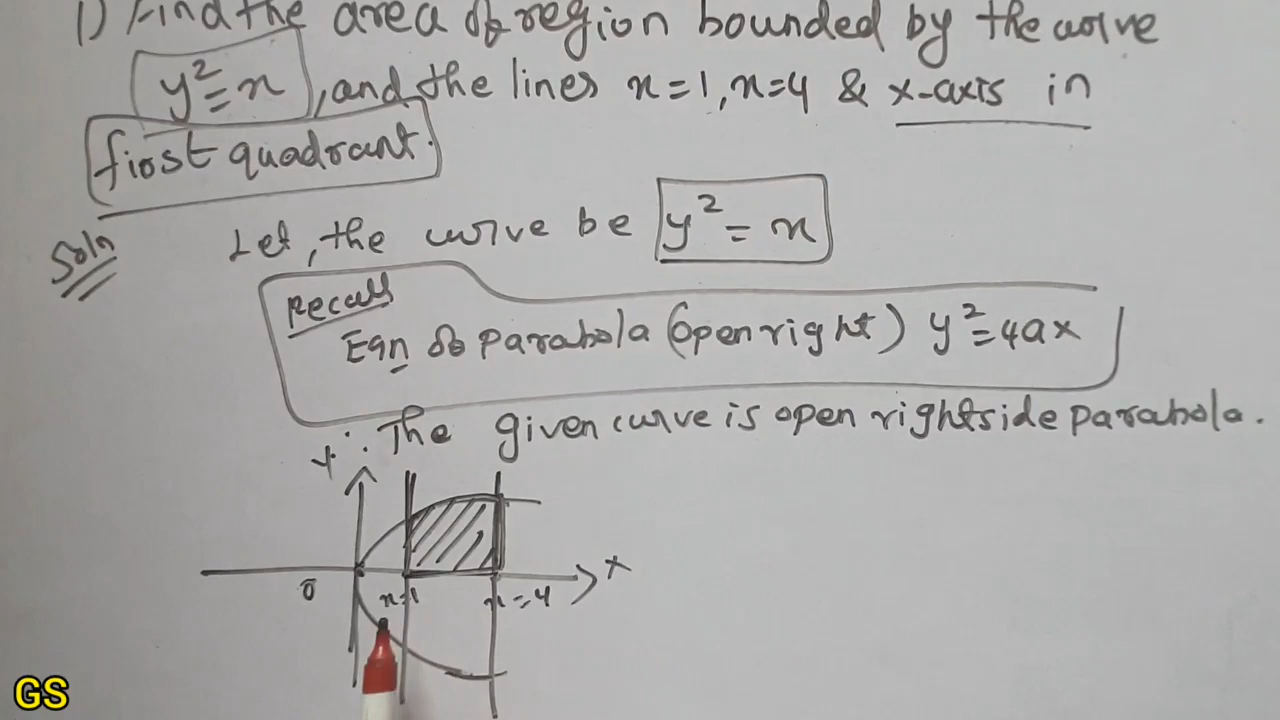 1) Find the area of region bounded by the curve
y²=x, and the lines x=1, x=4 & x-axis in
first quadrant.
Soln
Let, the curve be y² = x
Recall
Eqn of parabola (open right) y²=4ax
∴ The given curve is open rightside parabola.
Y
X
0 x=1 x=4
GS